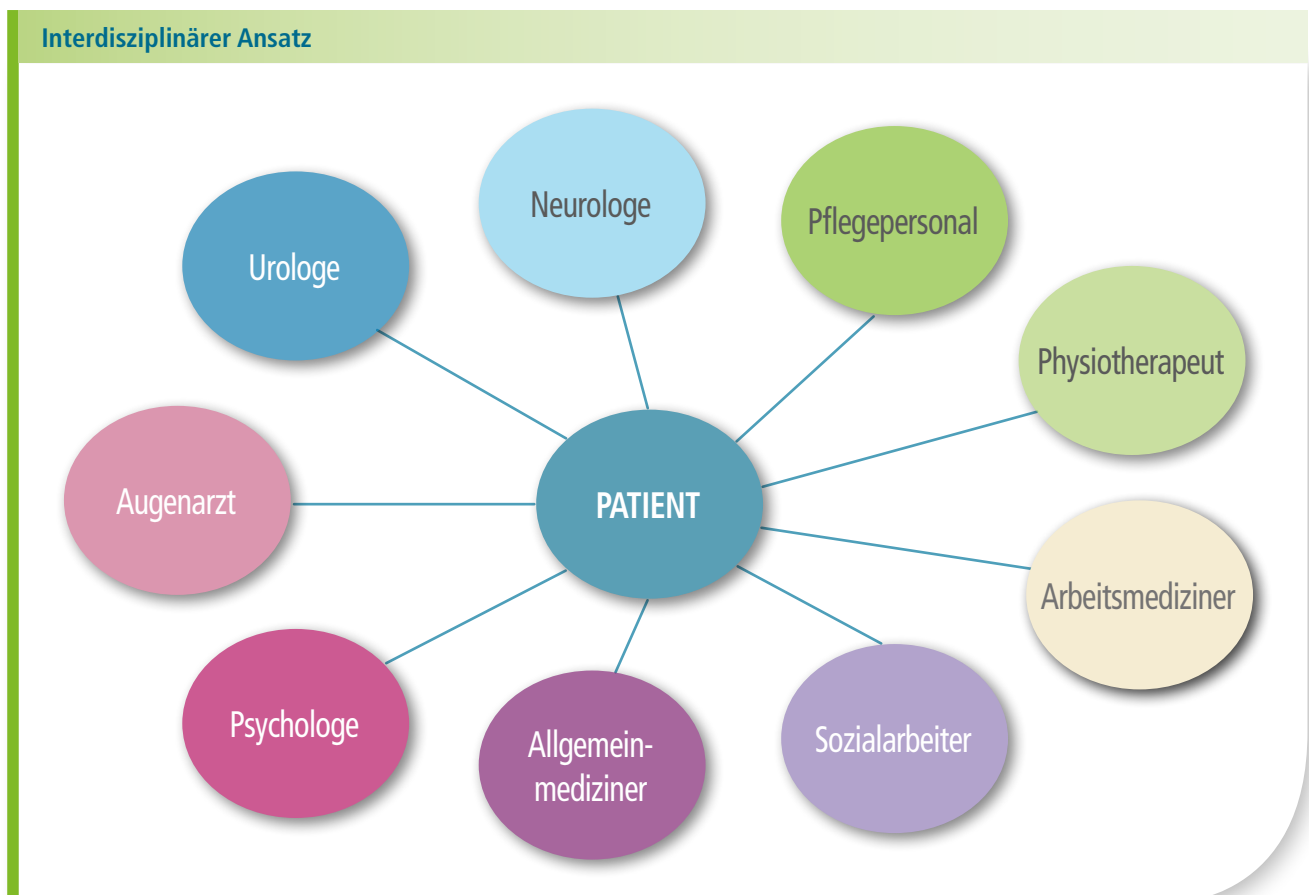 Interdisziplinärer Ansatz
Neurologe
Pflegepersonal
Urologe
Physiotherapeut
Augenarzt
PATIENT
Arbeitsmediziner
Psychologe
Allgemein-
mediziner
Sozialarbeiter